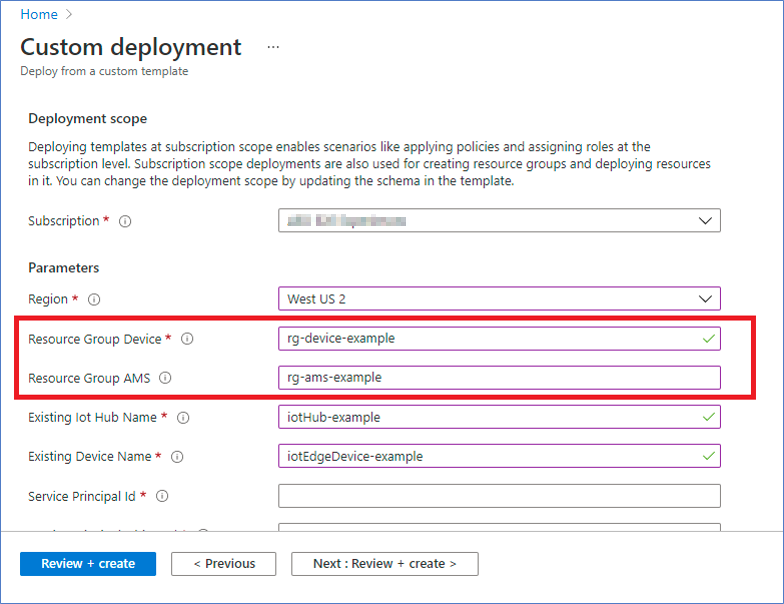 Home >
Custom deployment ...
Deploy from a custom template
Deployment scope
Deploying templates at subscription scope enables scenarios like applying policies and assigning roles at the
subscription level. Subscription scope deployments are also used for creating resource groups and deploying resources
in it. You can change the deployment scope by updating the schema in the template.
Subscription *
Parameters
Region * West US 2
Resource Group Device * rg-device-example
Resource Group AMS rg-ams-example
Existing Iot Hub Name * iotHub-example
Existing Device Name * iotEdgeDevice-example
Service Principal Id *
Review + create < Previous Next : Review + create >